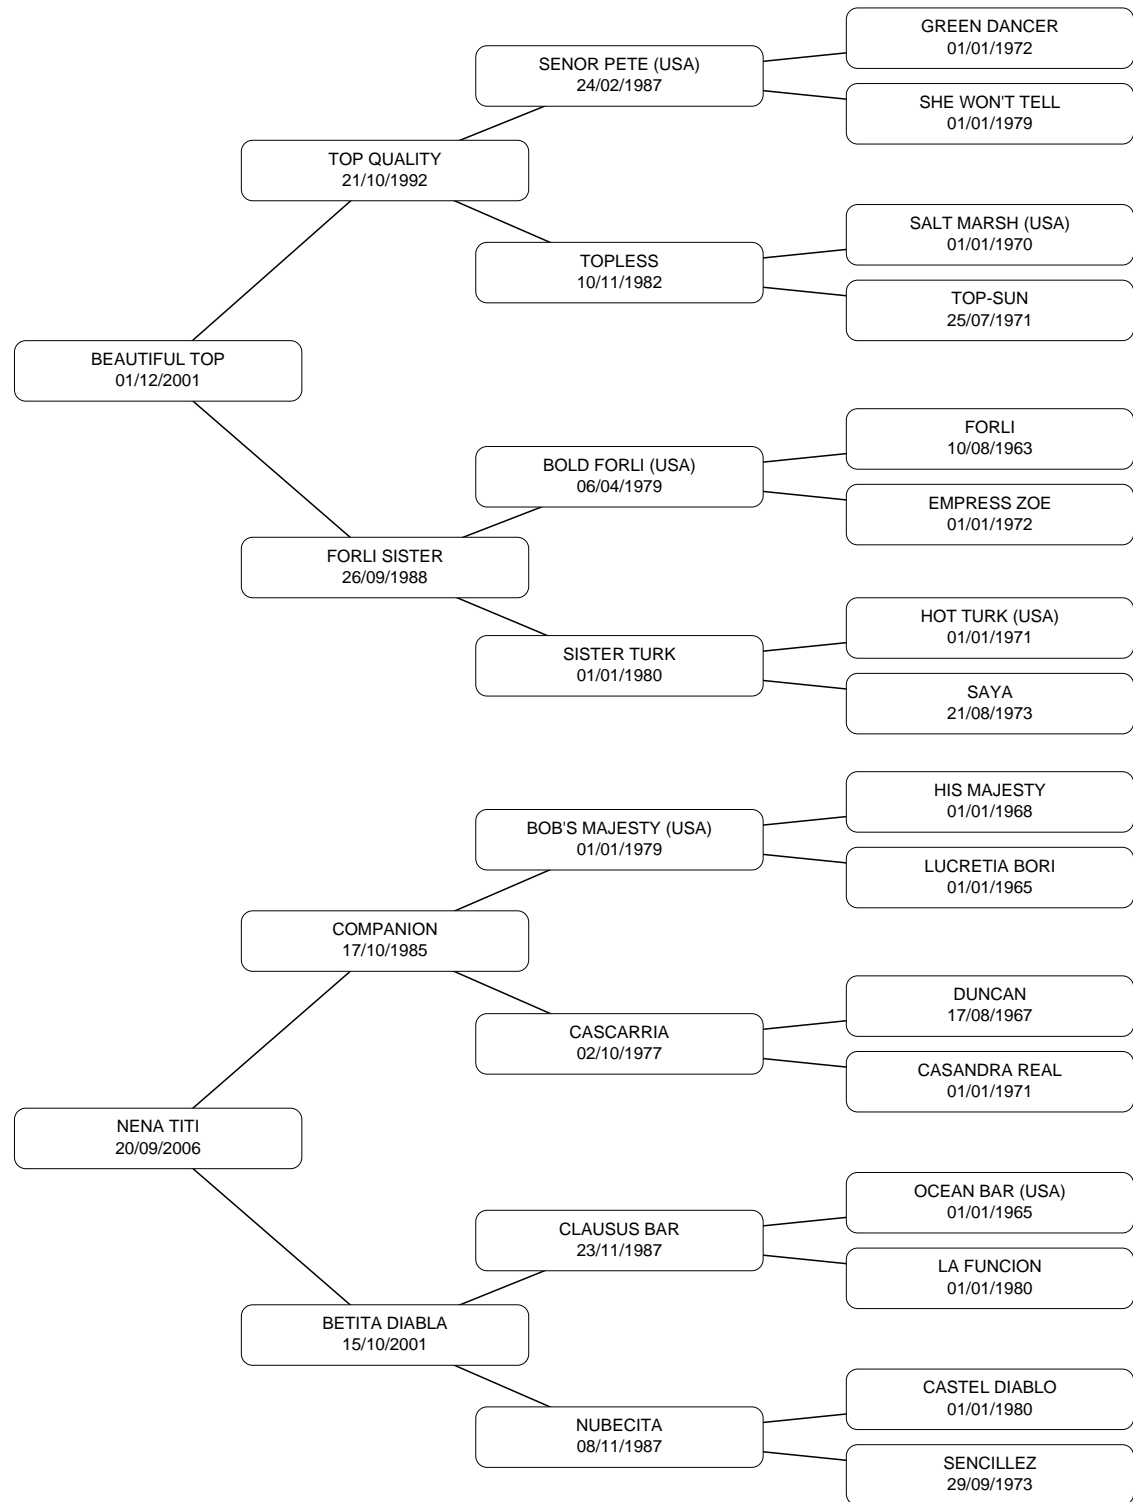 GREEN DANCER
01/01/1972
SENOR PETE (USA)
24/02/1987
SHE WON'T TELL
01/01/1979
TOP QUALITY
21/10/1992
SALT MARSH (USA)
01/01/1970
TOPLESS
10/11/1982
TOP-SUN
25/07/1971
BEAUTIFUL TOP
01/12/2001
FORLI
10/08/1963
BOLD FORLI (USA)
06/04/1979
EMPRESS ZOE
01/01/1972
FORLI SISTER
26/09/1988
HOT TURK (USA)
01/01/1971
SISTER TURK
01/01/1980
SAYA
21/08/1973
HIS MAJESTY
01/01/1968
BOB'S MAJESTY (USA)
01/01/1979
LUCRETIA BORI
01/01/1965
COMPANION
17/10/1985
DUNCAN
17/08/1967
CASCARRIA
02/10/1977
CASANDRA REAL
01/01/1971
NENA TITI
20/09/2006
OCEAN BAR (USA)
01/01/1965
CLAUSUS BAR
23/11/1987
LA FUNCION
01/01/1980
BETITA DIABLA
15/10/2001
CASTEL DIABLO
01/01/1980
NUBECITA
08/11/1987
SENCILLEZ
29/09/1973